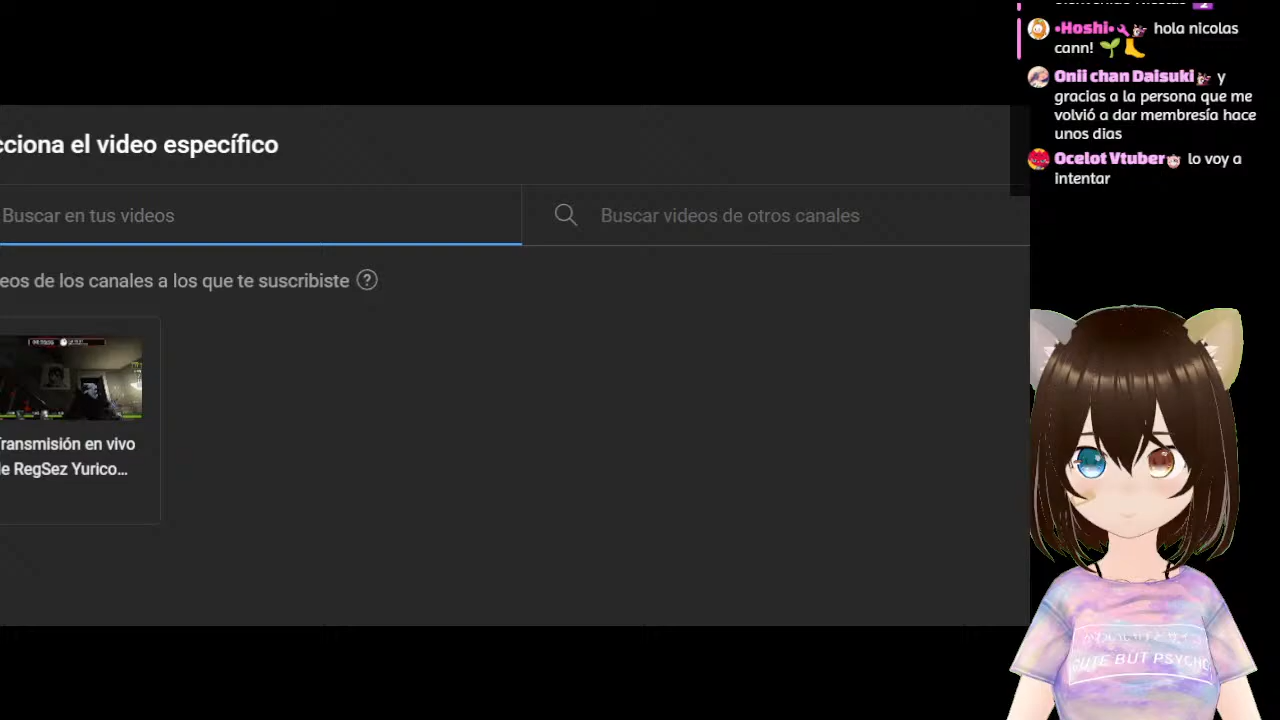 •Hoshi• hola nicolas
cann!
Onii chan Daisuki y
gracias a la persona que me
volvió a dar membresía hace
unos dias
Ocelot Vtuber lo voy a
intentar
cciona el video específico
Buscar en tus videos
Buscar videos de otros canales
eos de los canales a los que te suscribiste ?
ransmisión en vivo
e RegSez Yurico...
CUTE BUT PSYCHO